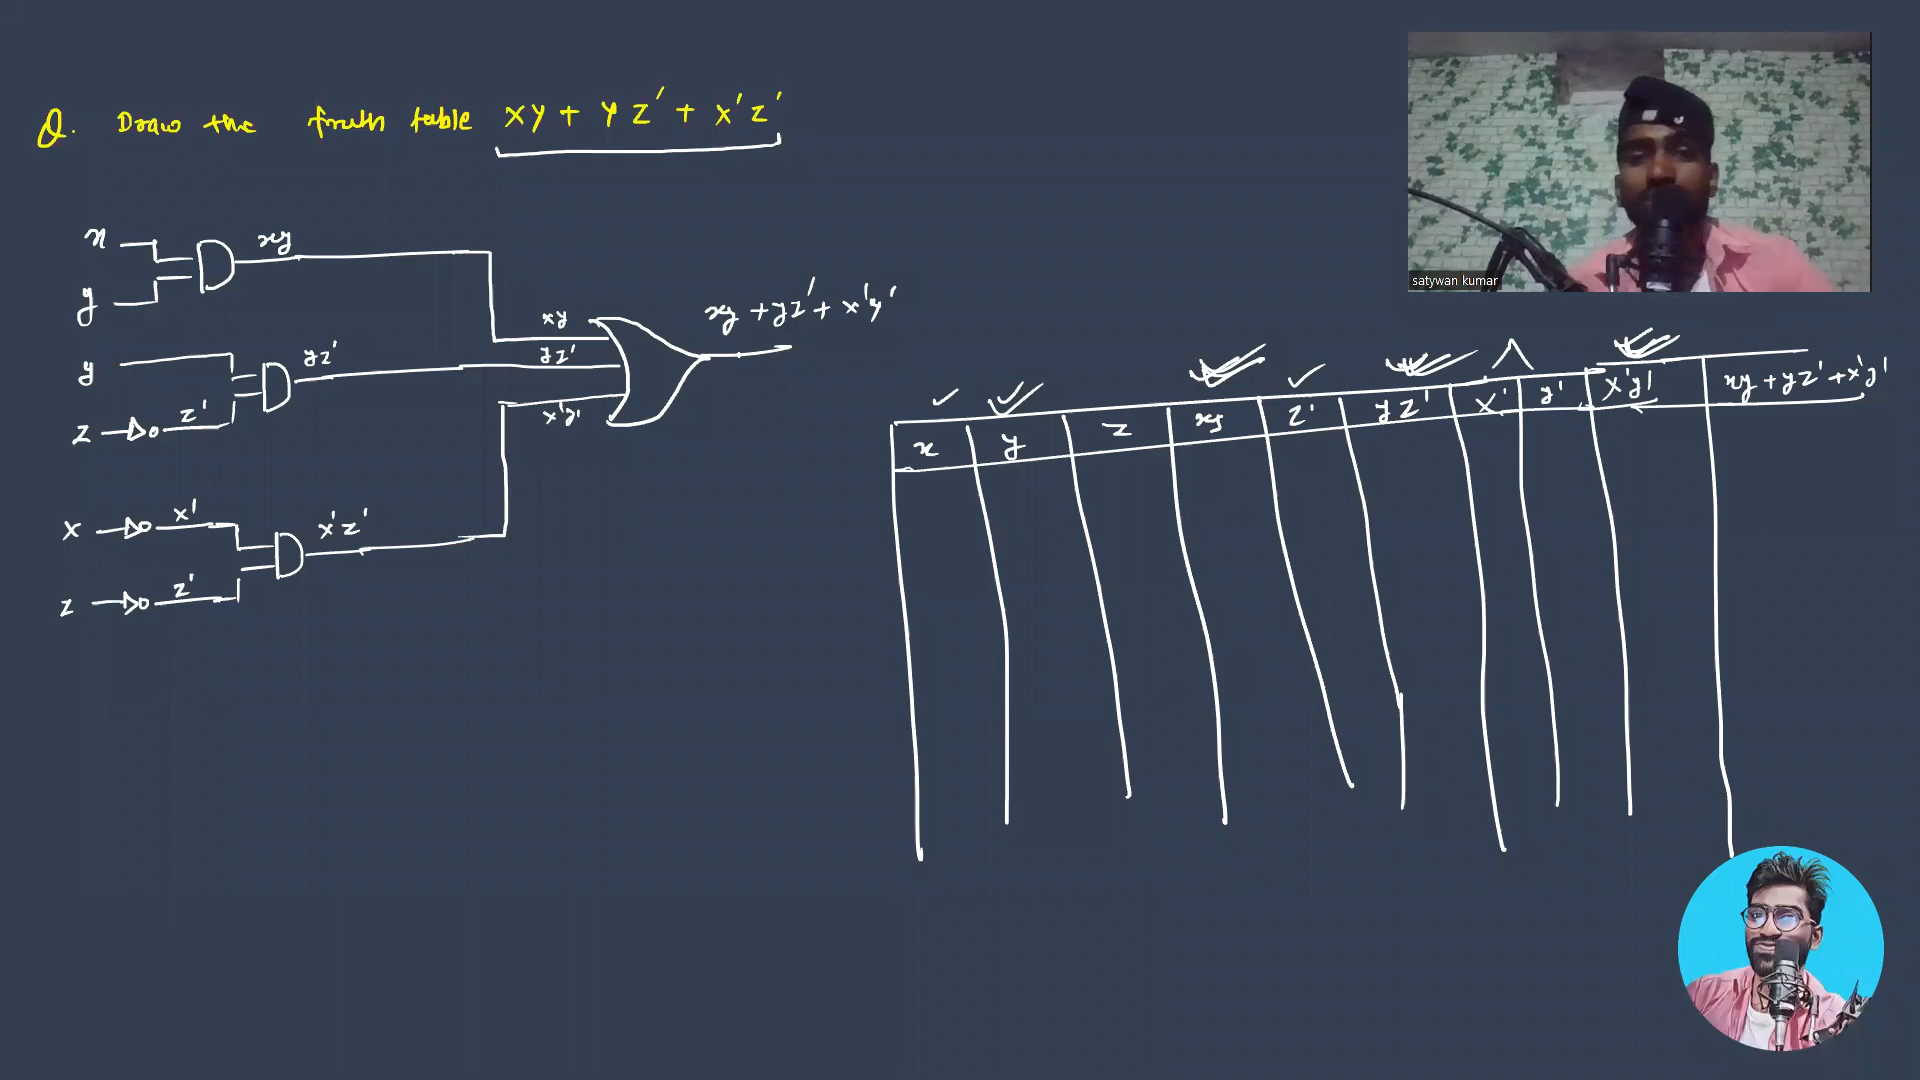 Q. Draw the truth table xy + yz' + x'z'
satywan kumar
x
xy
y
y
yz'
z
z'
x
x'
x'z'
z
z'
xy
yz'
x'y'
xy + yz' + x'y'
x y z xy z' yz' x' y' x'y' xy + yz' + x'y'